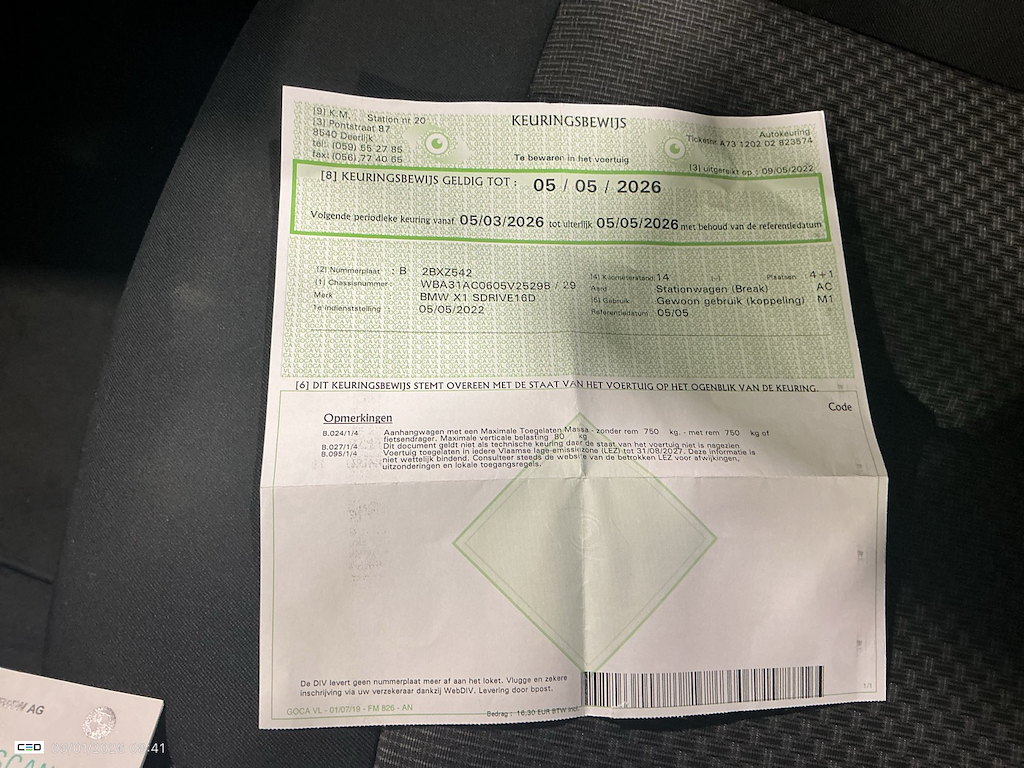 [9] K.M. Station nr 20
[3] Pontstraat 87
8540 Deerlijk
tel.: (059) 55 27 85
fax: (056) 77 40 65
KEURINGSBEWIJS
Te bewaren in het voertuig
Autokeuring
Ticketnr A73 1202 02 823574
[3] uitgereikt op : 09/05/2022
[8] KEURINGSBEWIJS GELDIG TOT : 05 / 05 / 2026
Volgende periodieke keuring vanaf 05/03/2026 tot uiterlijk 05/05/2026 met behoud van de referentiedatum
[2] Nummerplaat : B 2BXZ542
[1] Chassisnummer : WBA31AC0605V25298 / 29
Merk BMW X1 SDRIVE16D
1e indienststelling 05/05/2022
[4] Kilometerstand: 14 [--] Plaatsen 4+1
Aard Stationwagen (Break) AC
[5] Gebruik Gewoon gebruik (koppeling) M1
Referentiedatum 05/05
[6] DIT KEURINGSBEWIJS STEMT OVEREEN MET DE STAAT VAN HET VOERTUIG OP HET OGENBLIK VAN DE KEURING.
Code
Opmerkingen
8.024/1/4 Aanhangwagen met een Maximale Toegelaten Massa - zonder rem 750 kg. - met rem 750 kg of
fietsendrager. Maximale verticale belasting 80 kg
8.027/1/4 Dit document geldt niet als technische keuring daar de staat van het voertuig niet is nagezien
8.095/1/4 Voertuig toegelaten in iedere Vlaamse lage-emissiezone (LEZ) tot 31/08/2027. Deze informatie is
niet wettelijk bindend. Consulteer steeds de website van de betrokken LEZ voor afwijkingen,
uitzonderingen en lokale toegangsregels.
De DIV levert geen nummerplaat meer af aan het loket. Vlugge en zekere
inschrijving via uw verzekeraar dankzij WebDIV. Levering door bpost.
GOCA VL - 01/07/19 - FM 826 - AN
Bedrag : 16,30 EUR BTW incl.
1/1
AG
SCAN
CEO